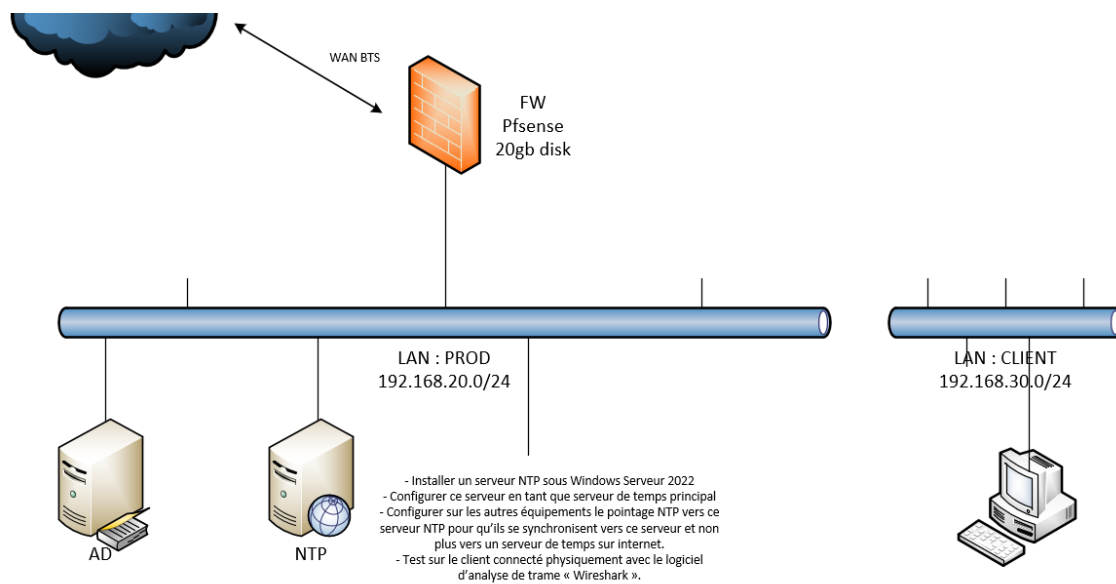 WAN BTS
FW
Pfsense
20gb disk
LAN : PROD
192.168.20.0/24
LAN : CLIENT
192.168.30.0/24
AD
NTP
- Installer un serveur NTP sous Windows Serveur 2022
- Configurer ce serveur en tant que serveur de temps principal
- Configurer sur les autres équipements le pointage NTP vers ce
serveur NTP pour qu'ils se synchronisent vers ce serveur et non
plus vers un serveur de temps sur internet.
- Test sur le client connecté physiquement avec le logiciel
d'analyse de trame « Wireshark ».